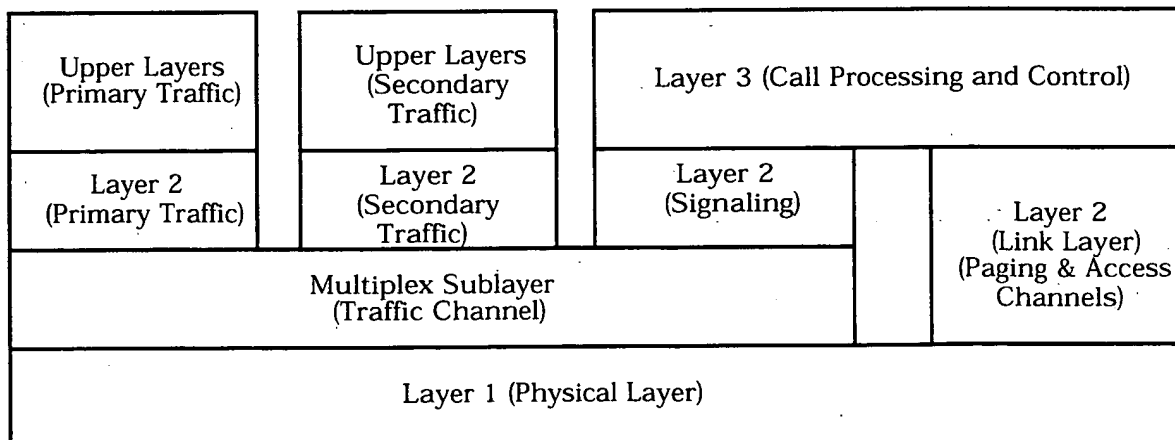 Upper Layers
(Primary Traffic)
Upper Layers
(Secondary
Traffic)
Layer 3 (Call Processing and Control)
Layer 2
(Primary Traffic)
Layer 2
(Secondary
Traffic)
Layer 2
(Signaling)
Layer 2
(Link Layer)
(Paging & Access
Channels)
Multiplex Sublayer
(Traffic Channel)
Layer 1 (Physical Layer)